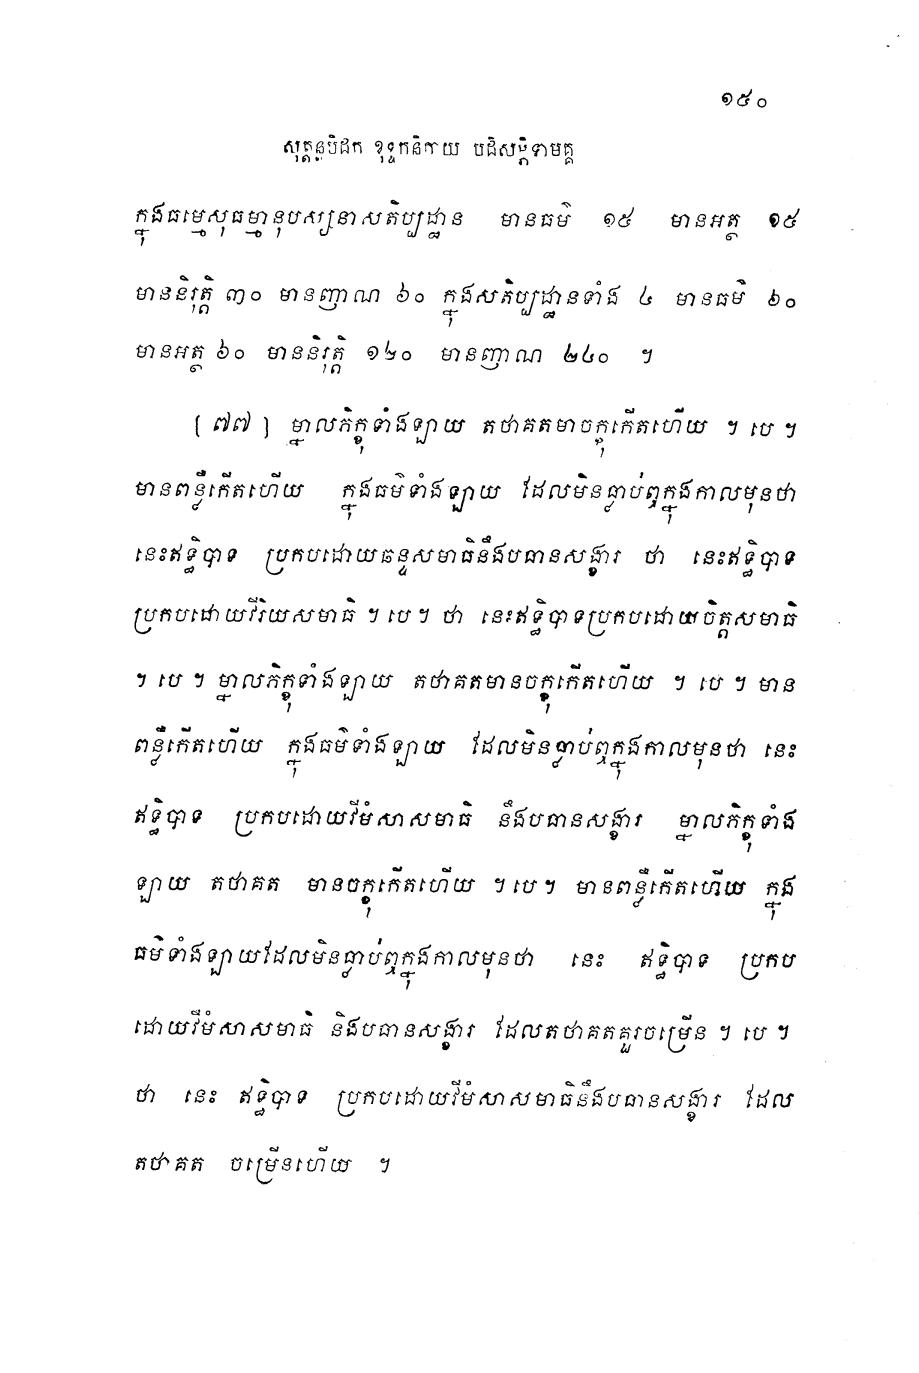 ១៥០
សុត្តន្តបិដក ខុទ្ទកនិកាយ បដិសម្ភិទាមគ្គ
ក្នុងធម្មេសុធម្មានុបស្សនាសតិប្បដ្ឋាន មានធម៌ ១៥ មានអត្ថ ១៥
មាននិរុត្តិ ៣០ មានញាណ ៦០ ក្នុងសតិប្បដ្ឋានទាំង ៤ មានធម៌ ៦០
មានអត្ថ ៦០ មាននិរុត្តិ ១២០ មានញាណ ២៤០ ។
[ ៧៧ ] ម្នាលភិក្ខុទាំងឡាយ តថាគតមានចក្ខុកើតហើយ ។ បេ ។
មានពន្លឺកើតហើយ ក្នុងធម៌ទាំងឡាយ ដែលមិនធ្លាប់ឮក្នុងកាលមុនថា
នេះឥទ្ធិបាទ ប្រកបដោយឆន្ទសមាធិនឹងបធានសង្ខារ ថា នេះឥទ្ធិបាទ
ប្រកបដោយវីរិយសមាធិ ។ បេ ។ ថា នេះឥទ្ធិបាទប្រកបដោយចិត្តសមាធិ
។ បេ ។ ម្នាលភិក្ខុទាំងឡាយ តថាគតមានចក្ខុកើតហើយ ។ បេ ។ មាន
ពន្លឺកើតហើយ ក្នុងធម៌ទាំងឡាយ ដែលមិនធ្លាប់ឮក្នុងកាលមុនថា នេះ
ឥទ្ធិបាទ ប្រកបដោយវីមំសាសមាធិ នឹងបធានសង្ខារ ម្នាលភិក្ខុទាំង
ឡាយ តថាគត មានចក្ខុកើតហើយ ។ បេ ។ មានពន្លឺកើតហើយ ក្នុង
ធម៌ទាំងឡាយដែលមិនធ្លាប់ឮក្នុងកាលមុនថា នេះ ឥទ្ធិបាទ ប្រកប
ដោយវីមំសាសមាធិ និងបធានសង្ខារ ដែលតថាគតគួរចម្រើន ។ បេ ។
ថា នេះ ឥទ្ធិបាទ ប្រកបដោយវីមំសាសមាធិនឹងបធានសង្ខារ ដែល
តថាគត ចម្រើនហើយ ។